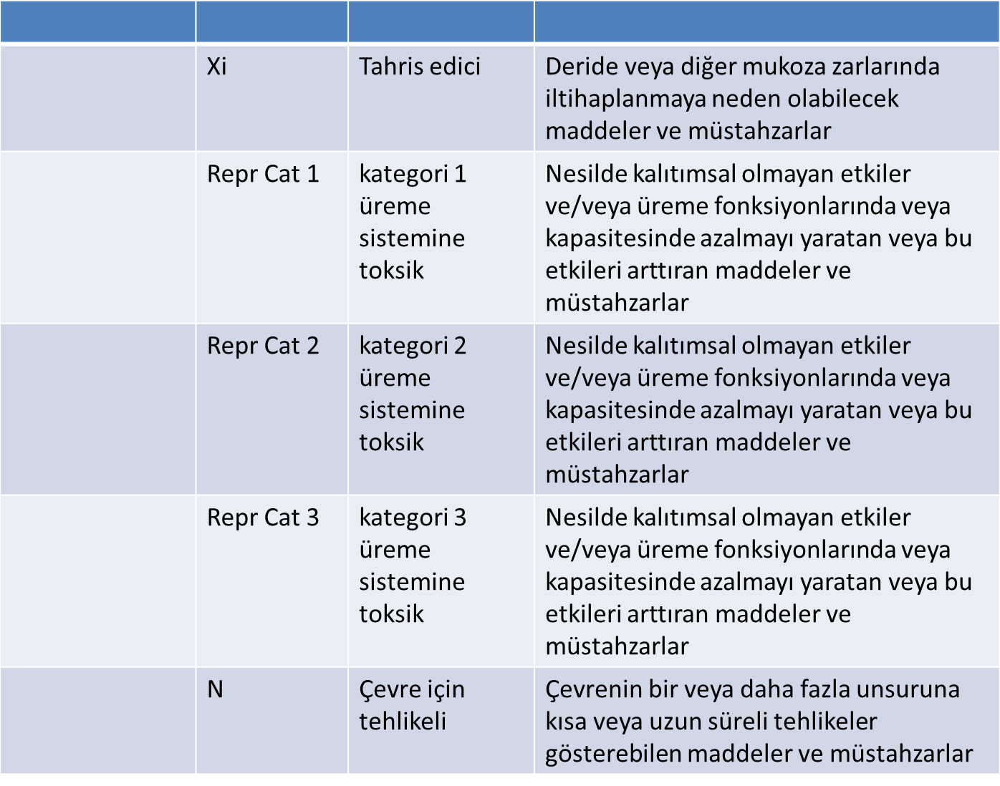 Xi
Tahris edici
Deride veya diğer mukoza zarlarında
iltihaplanmaya neden olabilecek
maddeler ve müstahzarlar
Repr Cat 1
kategori 1
üreme
sistemine
toksik
Nesilde kalıtımsal olmayan etkiler
ve/veya üreme fonksiyonlarında veya
kapasitesinde azalmayı yaratan veya bu
etkileri arttıran maddeler ve
müstahzarlar
Repr Cat 2
kategori 2
üreme
sistemine
toksik
Nesilde kalıtımsal olmayan etkiler
ve/veya üreme fonksiyonlarında veya
kapasitesinde azalmayı yaratan veya bu
etkileri arttıran maddeler ve
müstahzarlar
Repr Cat 3
kategori 3
üreme
sistemine
toksik
Nesilde kalıtımsal olmayan etkiler
ve/veya üreme fonksiyonlarında veya
kapasitesinde azalmayı yaratan veya bu
etkileri arttıran maddeler ve
müstahzarlar
N
Çevre için
tehlikeli
Çevrenin bir veya daha fazla unsuruna
kısa veya uzun süreli tehlikeler
gösterebilen maddeler ve müstahzarlar